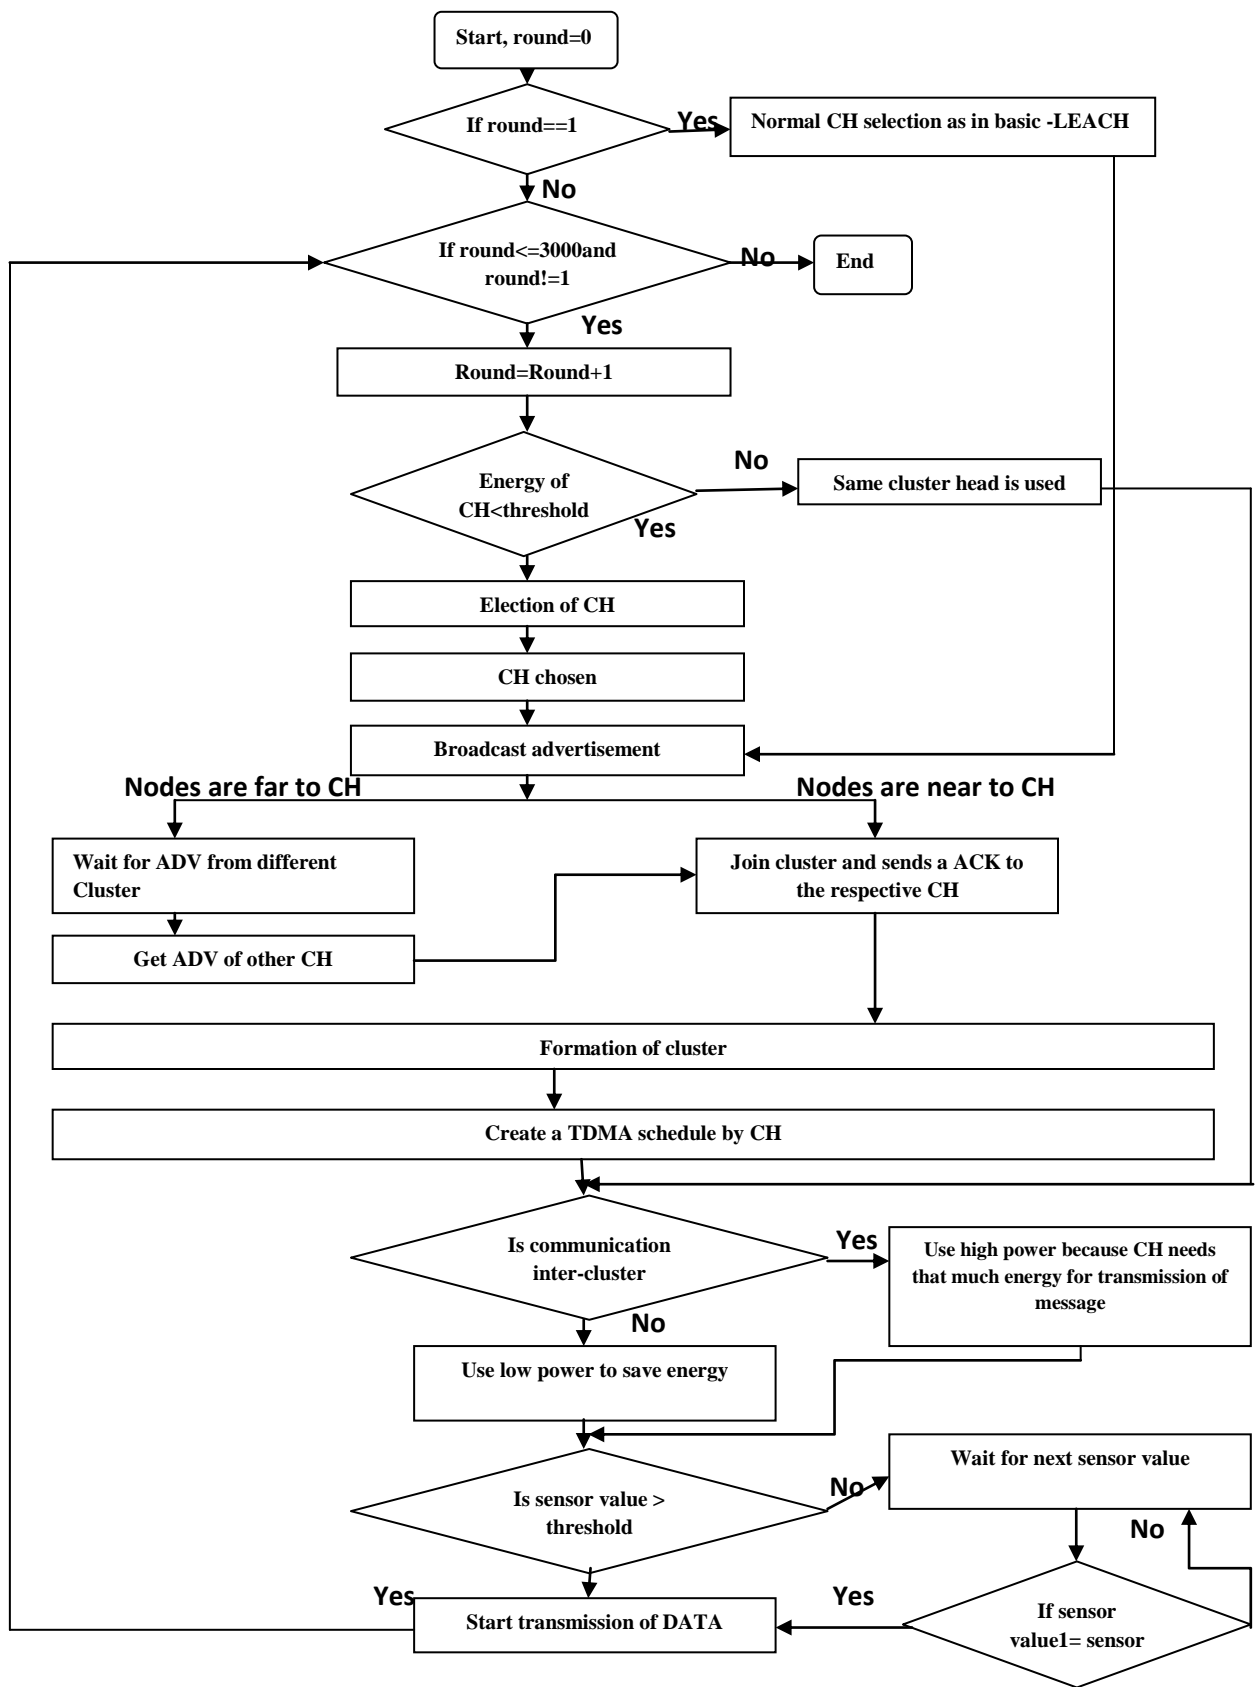 Start, round=0
If round==1
Yes
Normal CH selection as in basic -LEACH
No
If round<=3000and
round!=1
No
End
Yes
Round=Round+1
Energy of
CH<threshold
No
Same cluster head is used
Yes
Election of CH
CH chosen
Broadcast advertisement
Nodes are far to CH
Nodes are near to CH
Wait for ADV from different
Cluster
Join cluster and sends a ACK to
the respective CH
Get ADV of other CH
Formation of cluster
Create a TDMA schedule by CH
Is communication
inter-cluster
Yes
Use high power because CH needs
that much energy for transmission of
message
No
Use low power to save energy
Is sensor value >
threshold
No
Wait for next sensor value
No
Yes
Start transmission of DATA
Yes
If sensor
value1= sensor